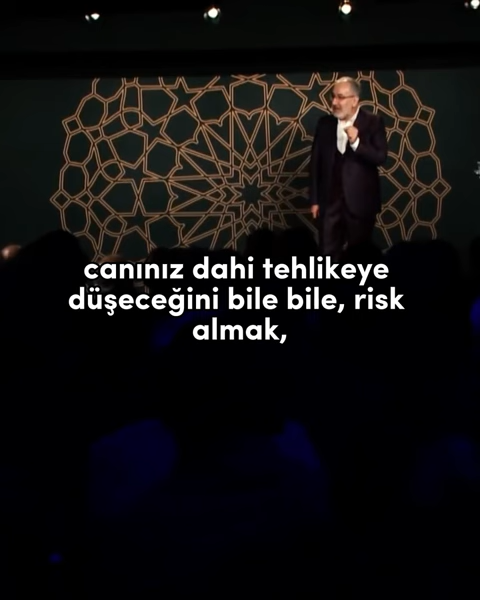 canınız dahi tehlikeye
düşeceğini bile bile, risk
almak,